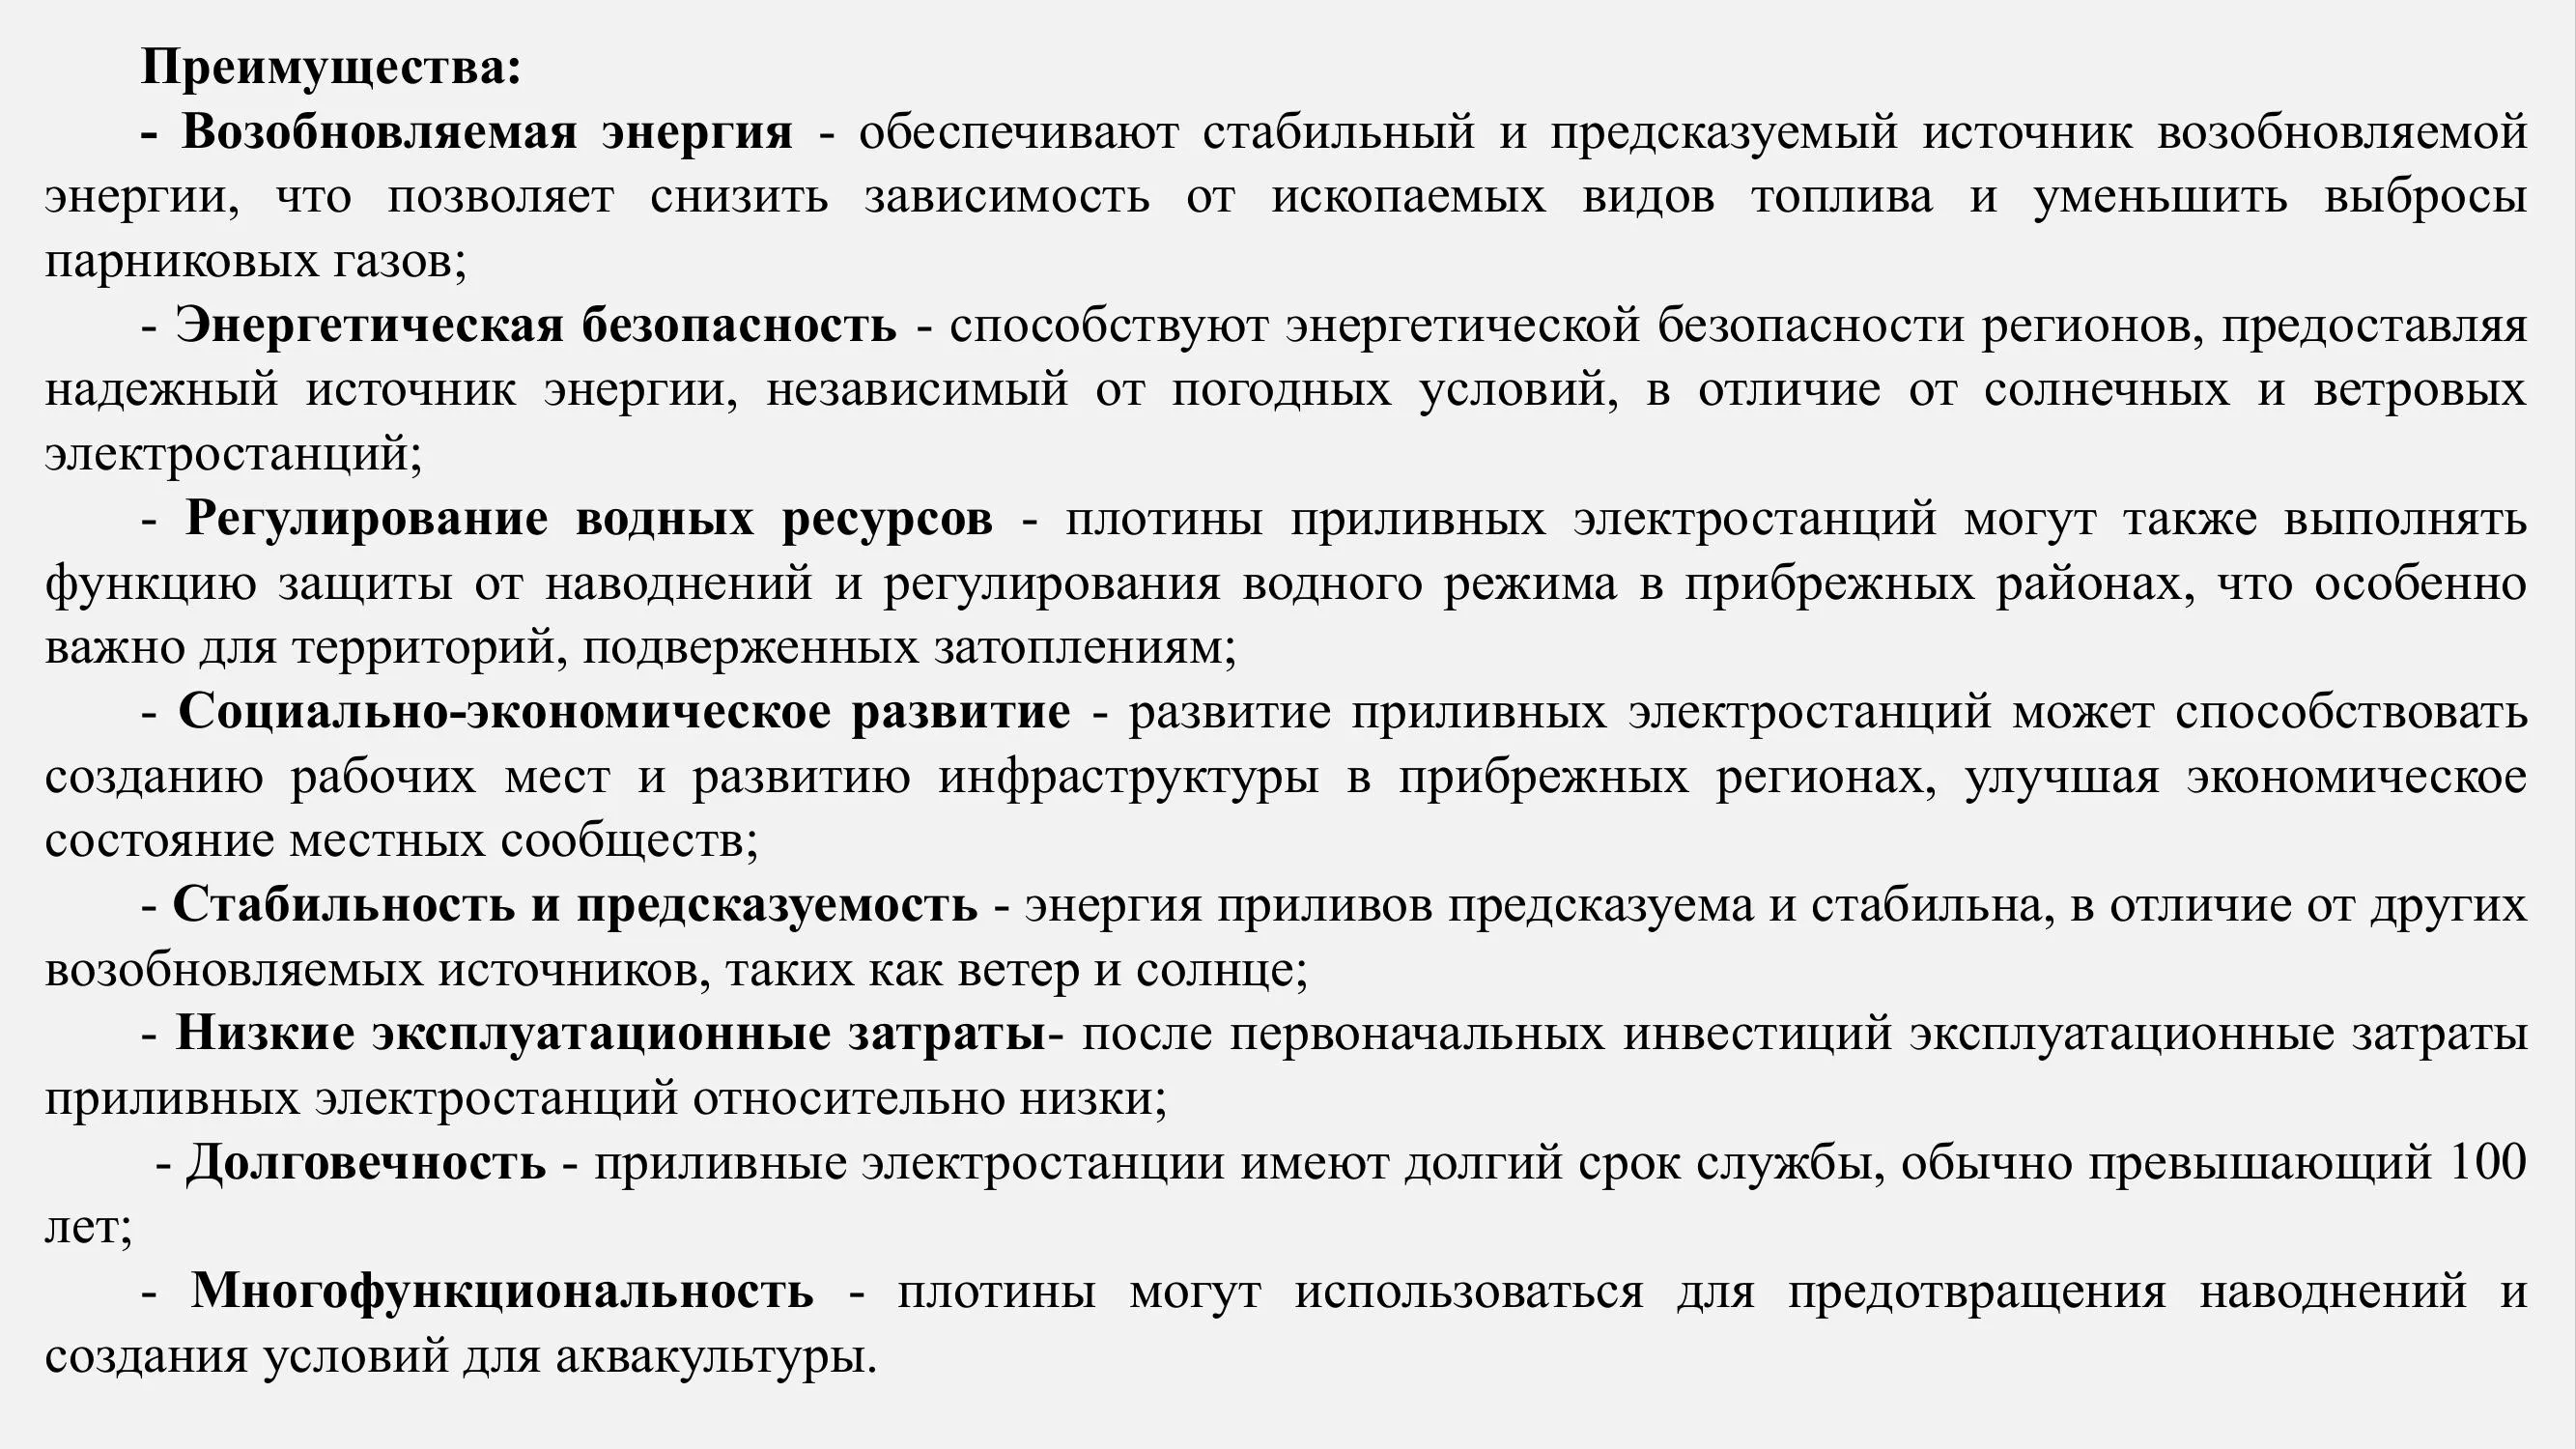 Преимущества:
- Возобновляемая энергия - обеспечивают стабильный и предсказуемый источник возобновляемой
энергии, что позволяет снизить зависимость от ископаемых видов топлива и уменьшить выбросы
парниковых газов;
- Энергетическая безопасность - способствуют энергетической безопасности регионов, предоставляя
надежный источник энергии, независимый от погодных условий, в отличие от солнечных и ветровых
электростанций;
- Регулирование водных ресурсов - плотины приливных электростанций могут также выполнять
функцию защиты от наводнений и регулирования водного режима в прибрежных районах, что особенно
важно для территорий, подверженных затоплениям;
- Социально-экономическое развитие - развитие приливных электростанций может способствовать
созданию рабочих мест и развитию инфраструктуры в прибрежных регионах, улучшая экономическое
состояние местных сообществ;
- Стабильность и предсказуемость - энергия приливов предсказуема и стабильна, в отличие от других
возобновляемых источников, таких как ветер и солнце;
- Низкие эксплуатационные затраты- после первоначальных инвестиций эксплуатационные затраты
приливных электростанций относительно низки;
- Долговечность - приливные электростанции имеют долгий срок службы, обычно превышающий 100
лет;
- Многофункциональность - плотины могут использоваться для предотвращения наводнений и
создания условий для аквакультуры.